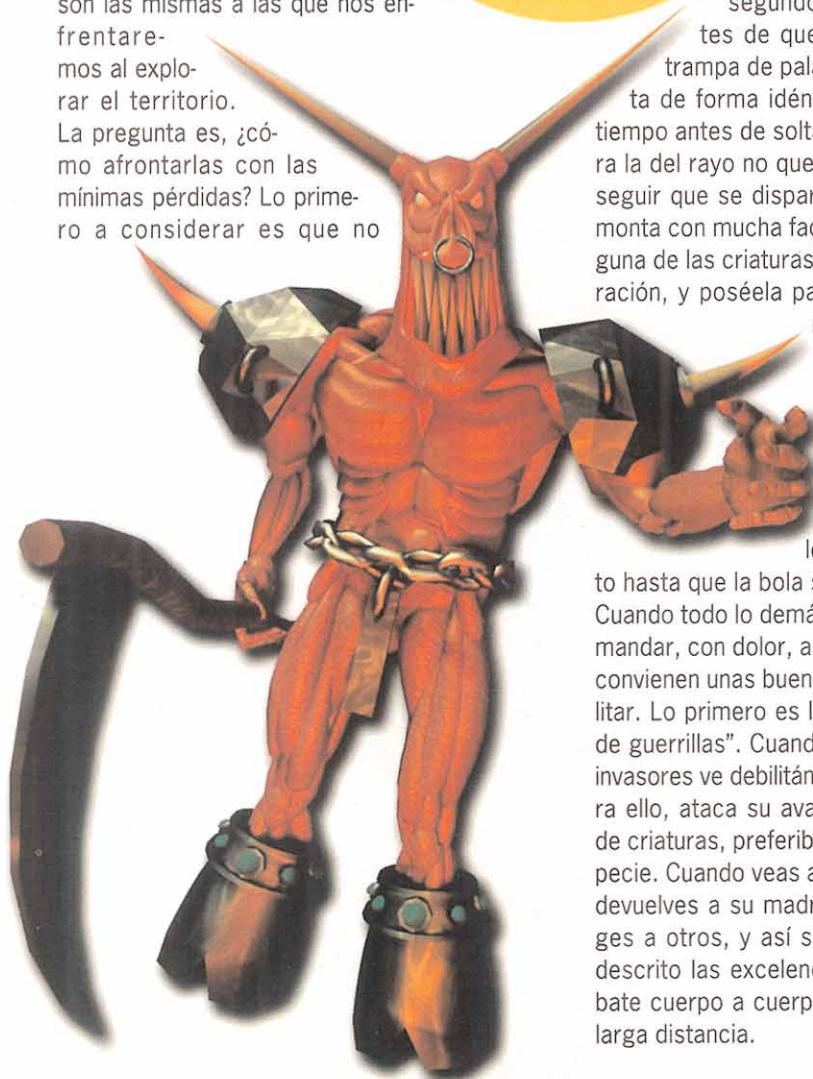 son las mismas a las que nos en-
frentare-
mos al explo-
rar el territorio.
La pregunta es, ¿có-
mo afrontarlas con las
mínimas pérdidas? Lo prime-
ro a considerar es que no
segundo
tes de que
trampa de pala
ta de forma idén
tiempo antes de solta
ra la del rayo no que
seguir que se dispar
monta con mucha fac
guna de las criaturas
ración, y poséela pa
to hasta que la bola s
Cuando todo lo demá
mandar, con dolor, a
convienen unas buen
litar. Lo primero es l
de guerrillas”. Cuand
invasores ve debilitán
ra ello, ataca su ava
de criaturas, preferib
pecie. Cuando veas a
devuelves a su madr
ges a otros, y así s
descrito las excelenc
bate cuerpo a cuerp
larga distancia.